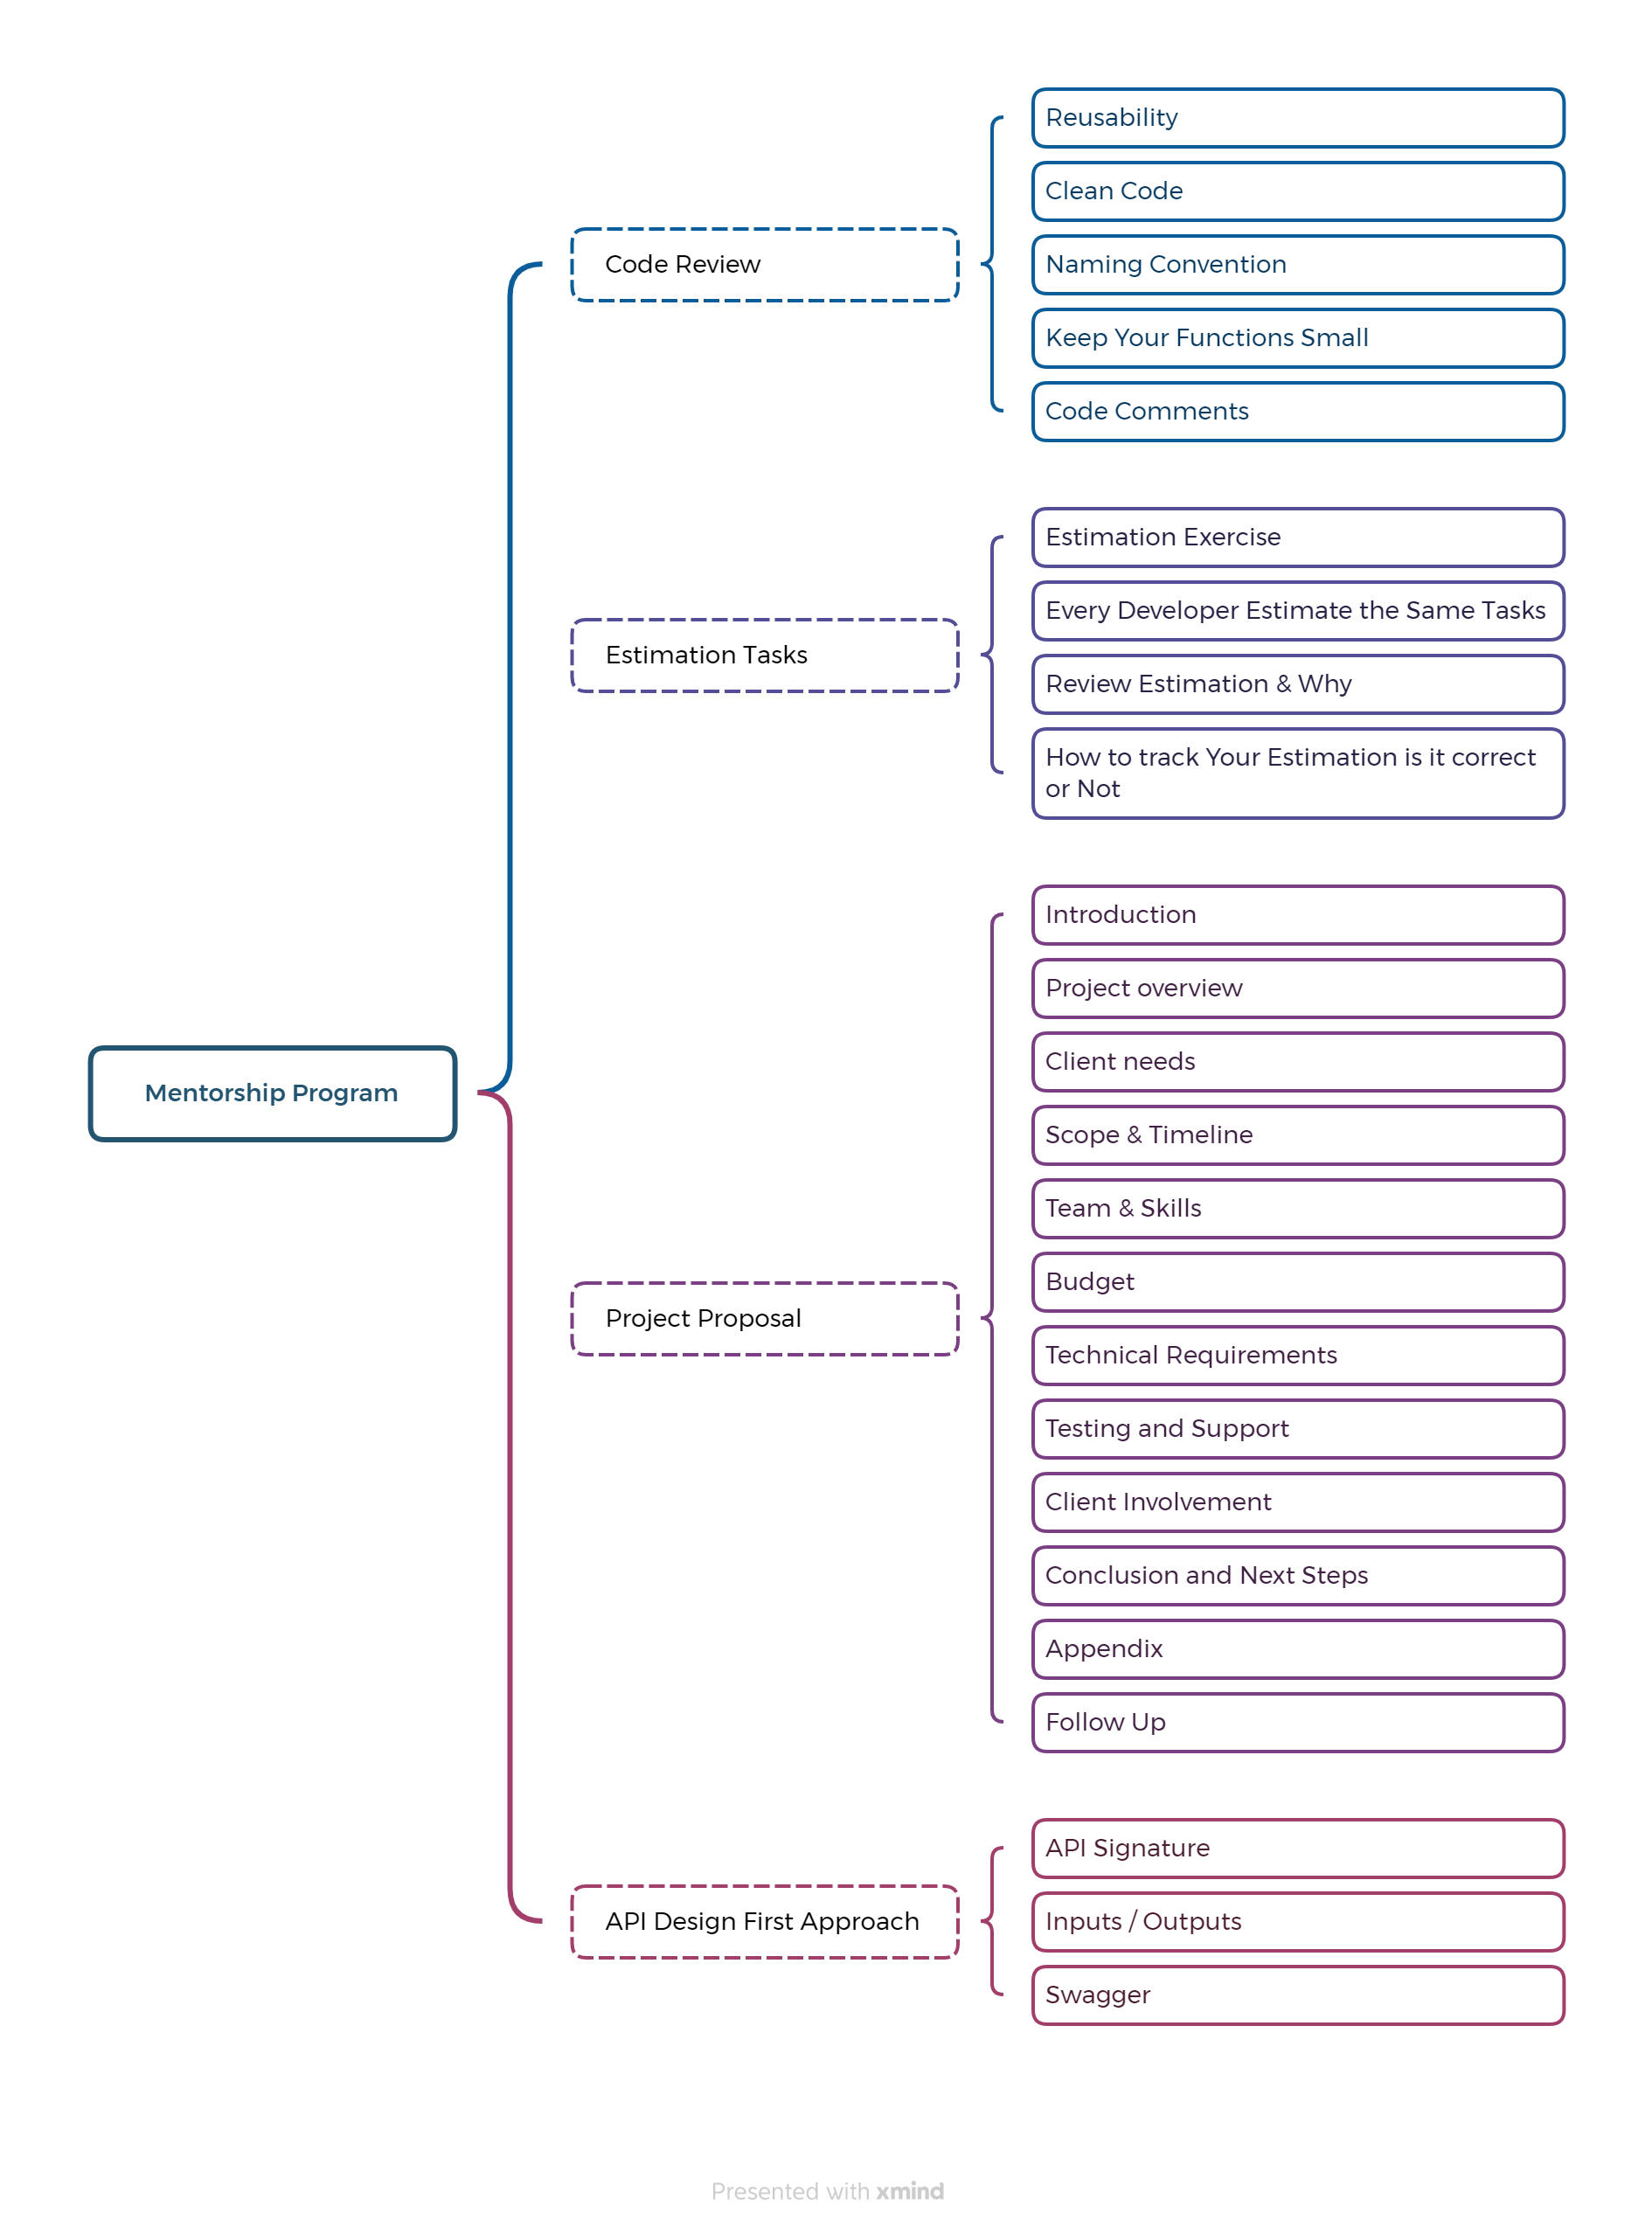 Mentorship Program
Code Review
Reusability
Clean Code
Naming Convention
Keep Your Functions Small
Code Comments
Estimation Tasks
Estimation Exercise
Every Developer Estimate the Same Tasks
Review Estimation & Why
How to track Your Estimation is it correct
or Not
Project Proposal
Introduction
Project overview
Client needs
Scope & Timeline
Team & Skills
Budget
Technical Requirements
Testing and Support
Client Involvement
Conclusion and Next Steps
Appendix
Follow Up
API Design First Approach
API Signature
Inputs / Outputs
Swagger
Presented with xmind